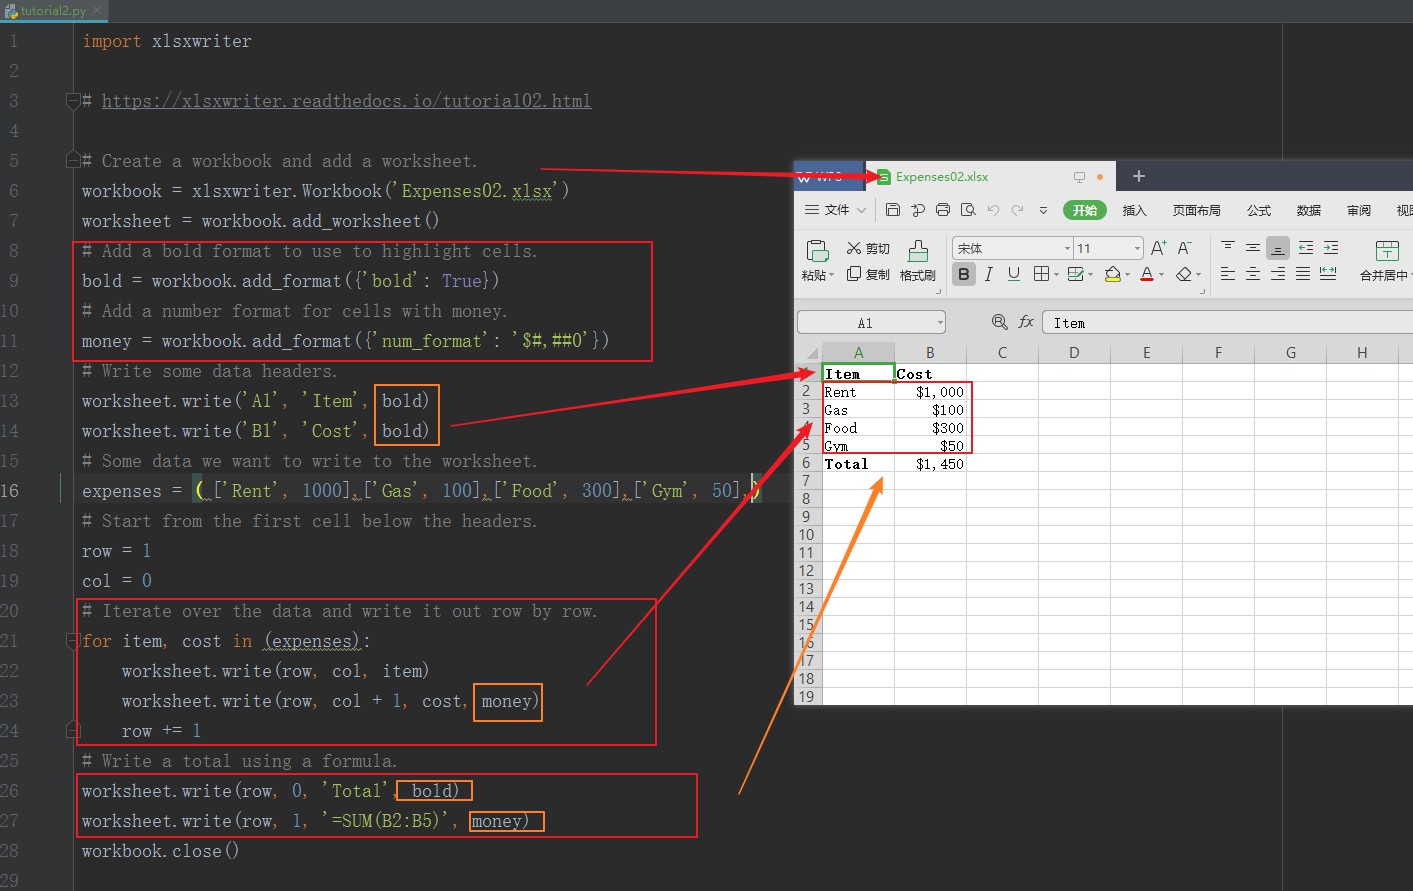 tutorial2.py
1 import xlsxwriter
2
3 # https://xlsxwriter.readthedocs.io/tutorial02.html
4
5 # Create a workbook and add a worksheet.
6 workbook = xlsxwriter.Workbook('Expenses02.xlsx')
7 worksheet = workbook.add_worksheet()
8 # Add a bold format to use to highlight cells.
9 bold = workbook.add_format({'bold': True})
10 # Add a number format for cells with money.
11 money = workbook.add_format({'num_format': '$#,##0'})
12 # Write some data headers.
13 worksheet.write('A1', 'Item', bold)
14 worksheet.write('B1', 'Cost', bold)
15 # Some data we want to write to the worksheet.
16 expenses = ( ['Rent', 1000],['Gas', 100],['Food', 300],['Gym', 50],)
17 # Start from the first cell below the headers.
18 row = 1
19 col = 0
20 # Iterate over the data and write it out row by row.
21 for item, cost in (expenses):
22 worksheet.write(row, col, item)
23 worksheet.write(row, col + 1, cost, money)
24 row += 1
25 # Write a total using a formula.
26 worksheet.write(row, 0, 'Total', bold)
27 worksheet.write(row, 1, '=SUM(B2:B5)', money)
28 workbook.close()
29
WPS Expenses02.xlsx +
文件 开始 插入 页面布局 公式 数据 审阅
剪切 宋体 11 A+ A-
粘贴 复制 格式刷 B I U A 合并居中
A1 fx Item
A B C D E F G H
Item Cost
2 Rent $1,000
3 Gas $100
4 Food $300
5 Gym $50
6 Total $1,450
7
8
9
10
11
12
13
14
15
16
17
18
19